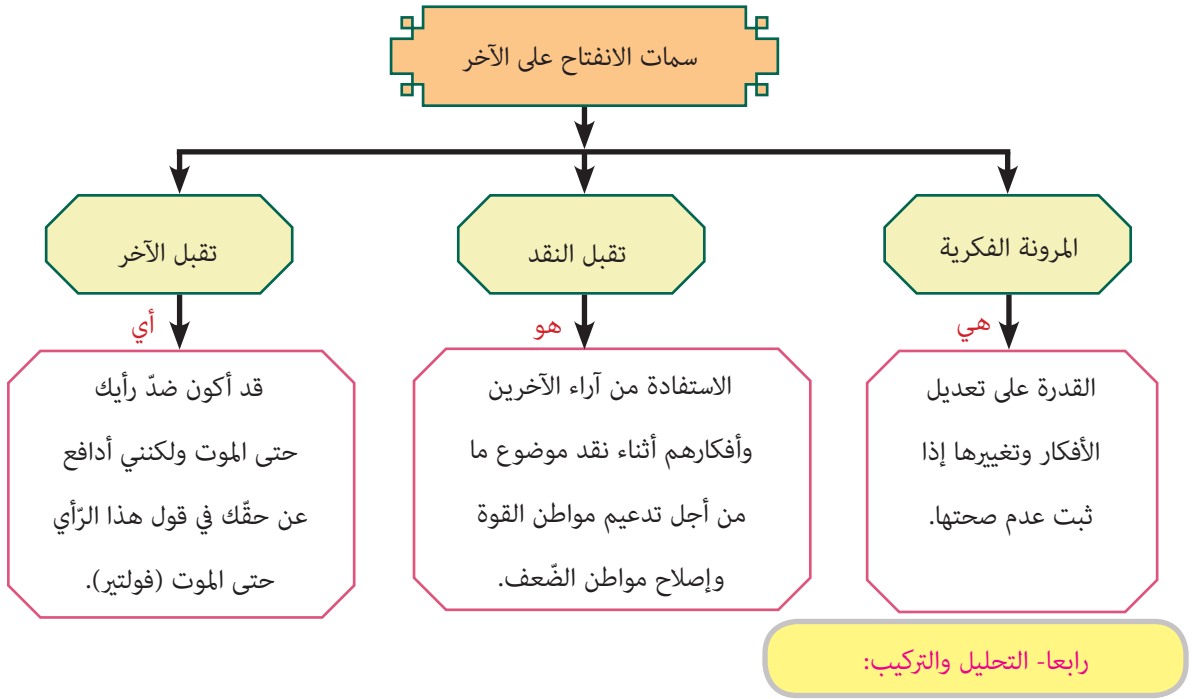 سمات الانفتاح على الآخر
المرونة الفكرية
هي
القدرة على تعديل
الأفكار وتغييرها إذا
ثبت عدم صحتها.
تقبل النقد
هو
الاستفادة من آراء الآخرين
وأفكارهم أثناء نقد موضوع ما
من أجل تدعيم مواطن القوة
وإصلاح مواطن الضّعف.
تقبل الآخر
أي
قد أكون ضدّ رأيك
حتى الموت ولكنني أدافع
عن حقّك في قول هذا الرّأي
حتى الموت (فولتير).
رابعا- التحليل والتركيب: